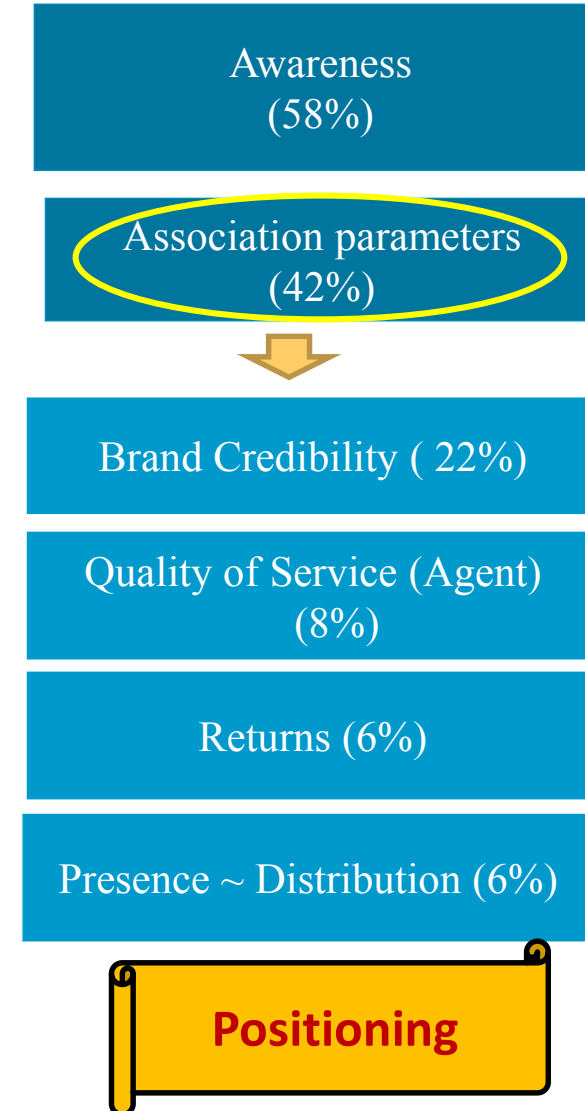 Awareness
(58%)
Association parameters
(42%)
Brand Credibility ( 22%)
Quality of Service (Agent)
(8%)
Returns (6%)
Presence ~ Distribution (6%)
Positioning